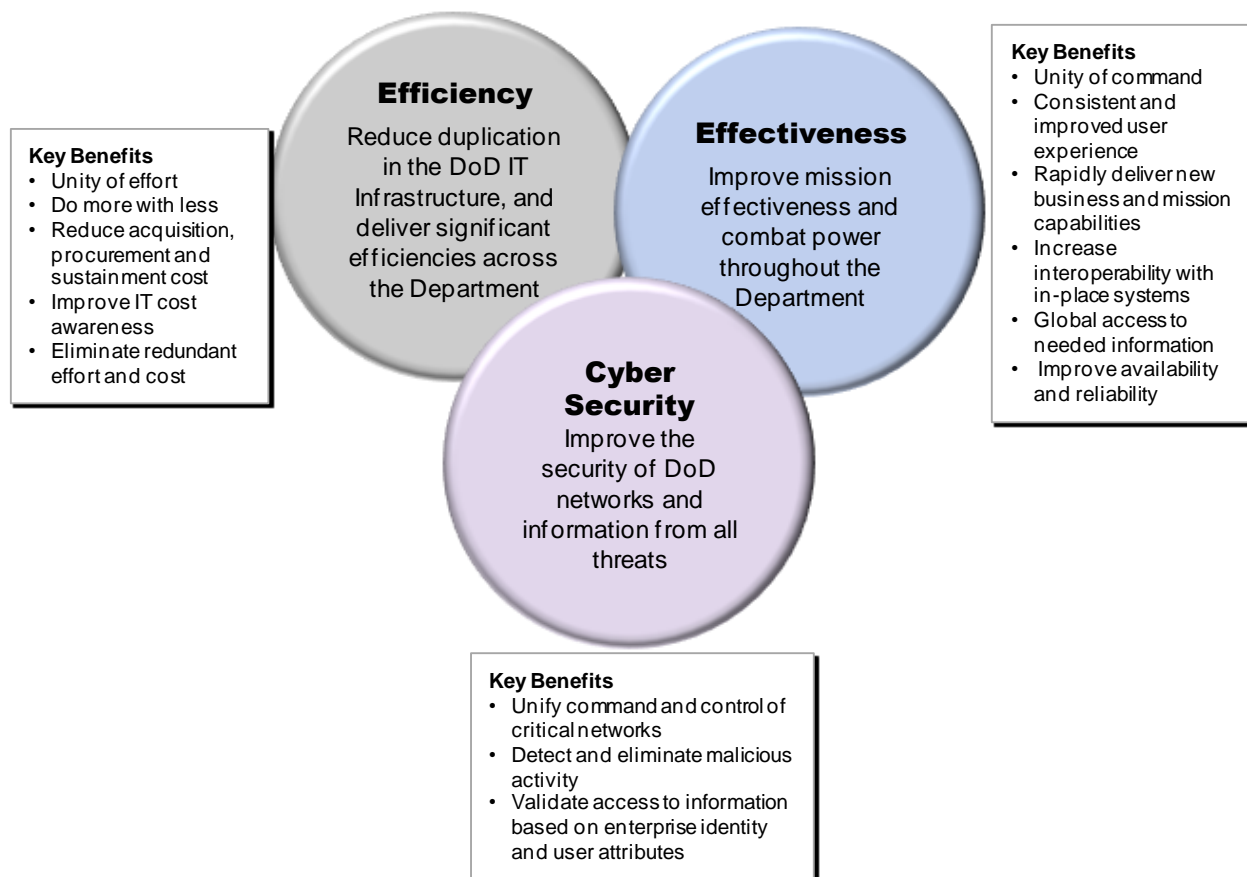 Efficiency
Reduce duplication
in the DoD IT
Infrastructure, and
deliver significant
efficiencies across
the Department
Effectiveness
Improve mission
effectiveness and
combat power
throughout the
Department
Cyber
Security
Improve the
security of DoD
networks and
information from all
threats
Key Benefits
• Unity of effort
• Do more with less
• Reduce acquisition,
procurement and
sustainment cost
• Improve IT cost
awareness
• Eliminate redundant
effort and cost
Key Benefits
• Unity of command
• Consistent and
improved user
experience
• Rapidly deliver new
business and mission
capabilities
• Increase
interoperability with
in-place systems
• Global access to
needed information
• Improve availability
and reliability
Key Benefits
• Unify command and control of
critical networks
• Detect and eliminate malicious
activity
• Validate access to information
based on enterprise identity
and user attributes